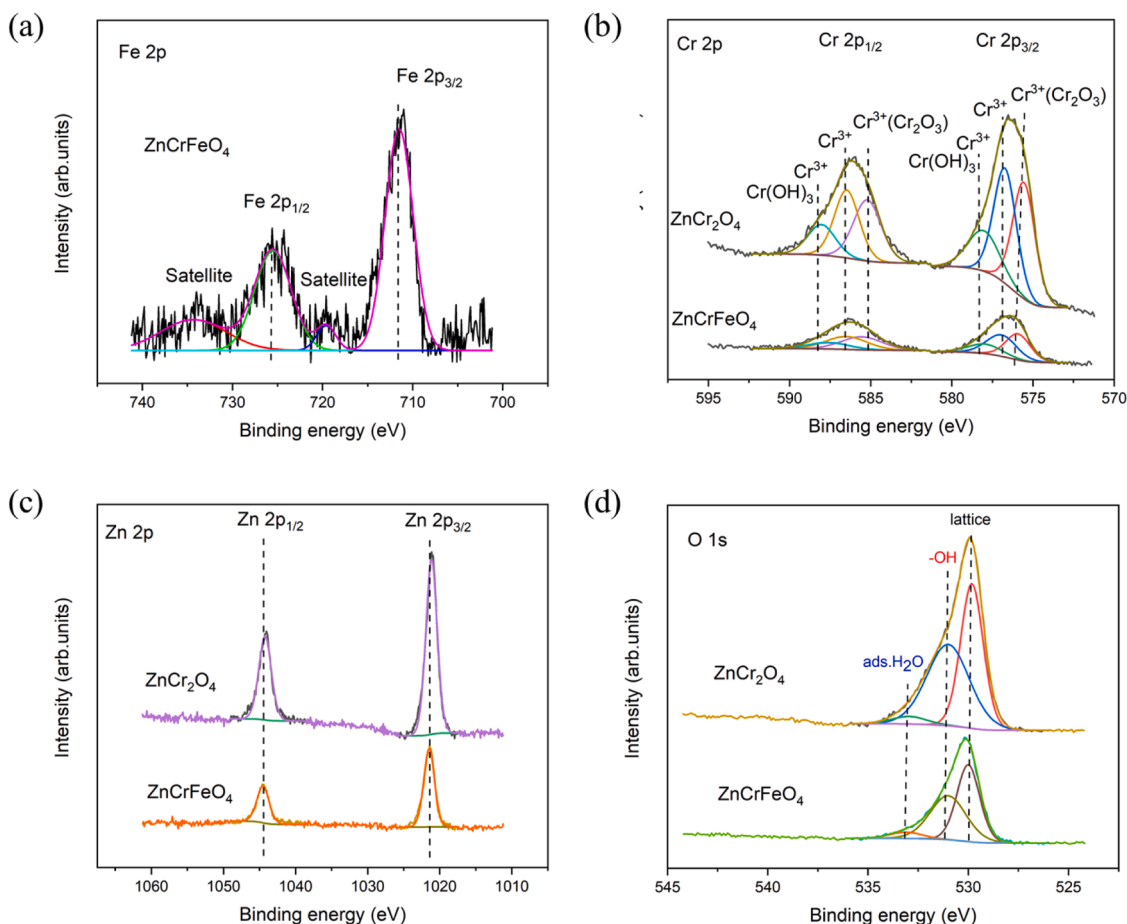 (a)
Fe 2p
Fe 2p3/2
ZnCrFeO4
Fe 2p1/2
Satellite
Satellite
Intensity (arb.units)
740 730 720 710 700
Binding energy (eV)
(b)
Cr 2p
Cr 2p1/2
Cr 2p3/2
Cr3+
Cr3+(Cr2O3)
Cr3+
Cr3+(Cr2O3)
Cr3+
Cr(OH)3
Cr3+
Cr(OH)3
ZnCr2O4
ZnCrFeO4
Intensity (arb.units)
595 590 585 580 575 570
Binding energy (eV)
(c)
Zn 2p
Zn 2p1/2
Zn 2p3/2
ZnCr2O4
ZnCrFeO4
Intensity (arb.units)
1060 1050 1040 1030 1020 1010
Binding energy (eV)
(d)
O 1s
lattice
-OH
ads.H2O
ZnCr2O4
ZnCrFeO4
Intensity (arb.units)
545 540 535 530 525
Binding energy (eV)